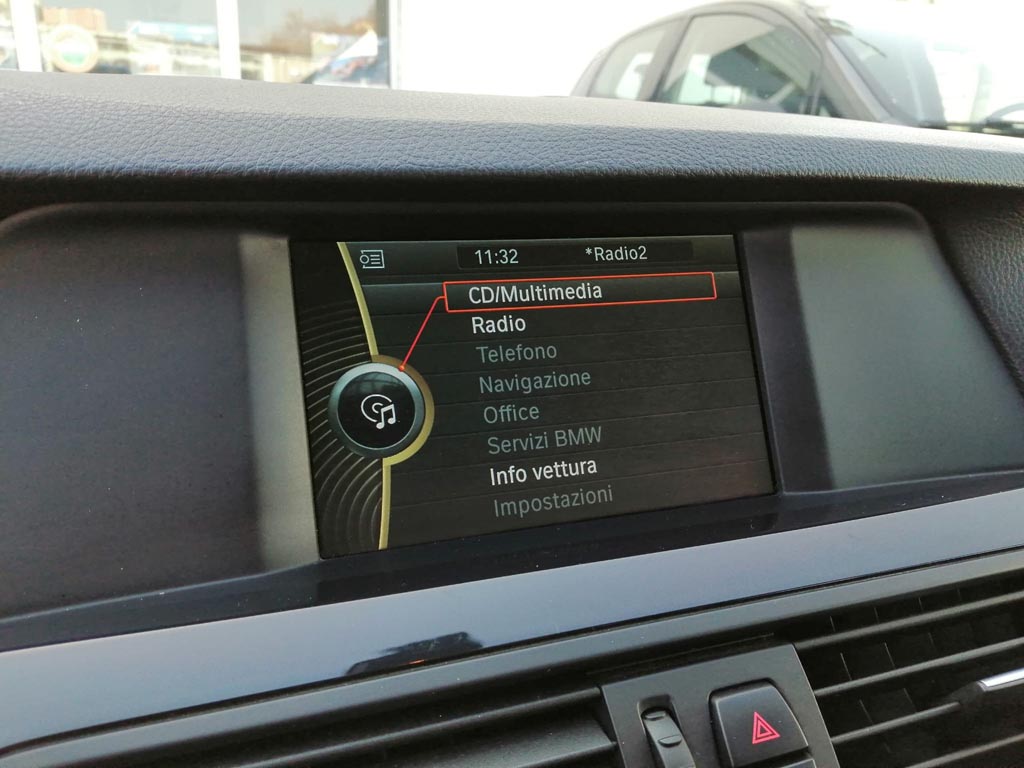 11:32 *Radio2
CD/Multimedia
Radio
Telefono
Navigazione
Office
Servizi BMW
Info vettura
Impostazioni